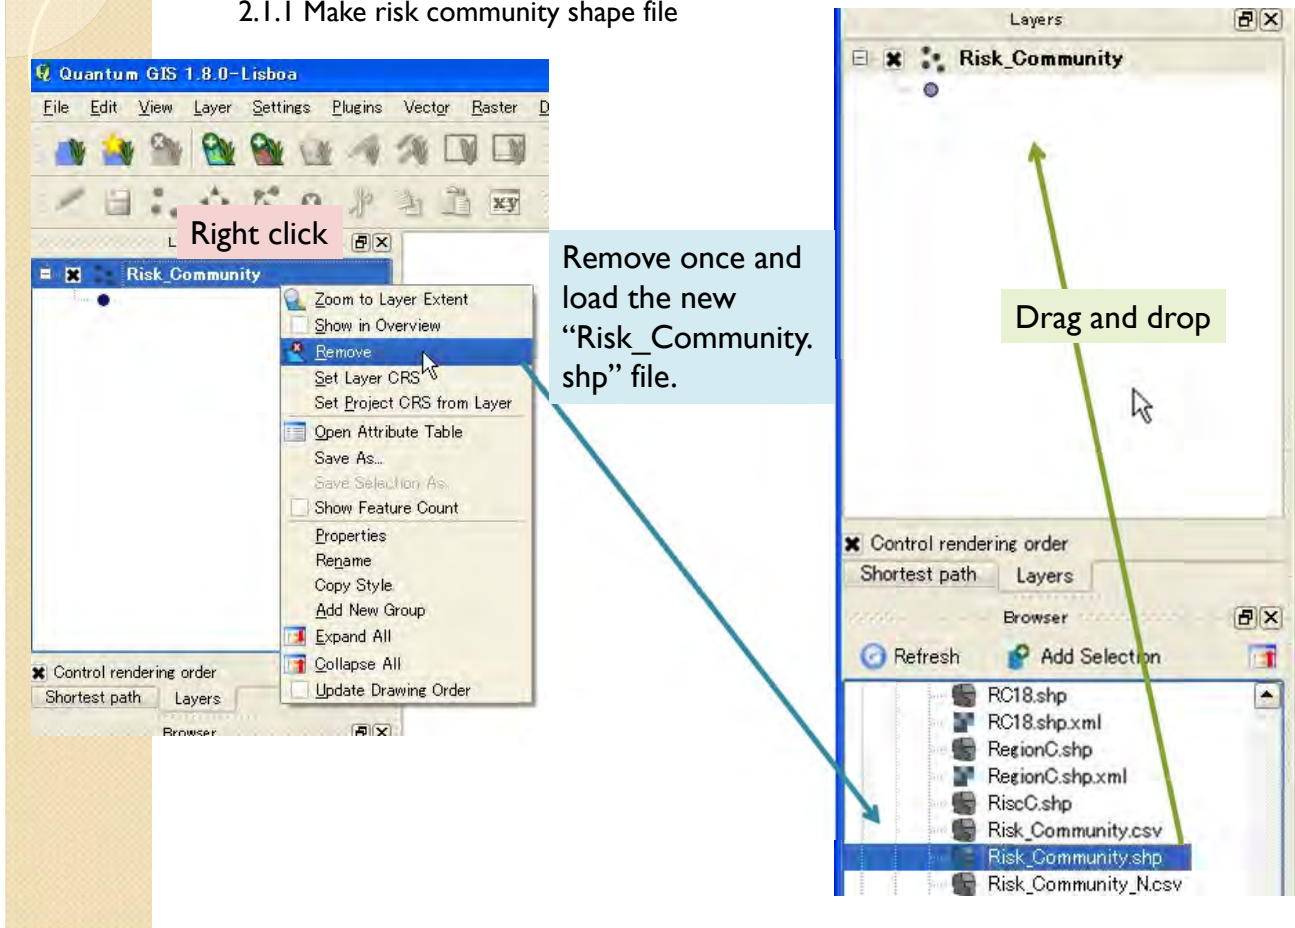 2.1.1 Make risk community shape file
Quantum GIS 1.8.0-Lisboa
File Edit View Layer Settings Plugins Vector Raster D
Right click
L
Risk_Community
Zoom to Layer Extent
Show in Overview
Remove
Set Layer CRS
Set Project CRS from Layer
Open Attribute Table
Save As...
Save Selection As...
Show Feature Count
Properties
Rename
Copy Style
Add New Group
Expand All
Collapse All
Update Drawing Order
Control rendering order
Shortest path Layers
Browser
Remove once and
load the new
“Risk_Community.
shp” file.
Layers
Risk_Community
Drag and drop
Control rendering order
Shortest path Layers
Browser
Refresh Add Selection
RC18.shp
RC18.shp.xml
RegionC.shp
RegionC.shp.xml
RiscC.shp
Risk_Community.csv
Risk_Community.shp
Risk_Community_N.csv